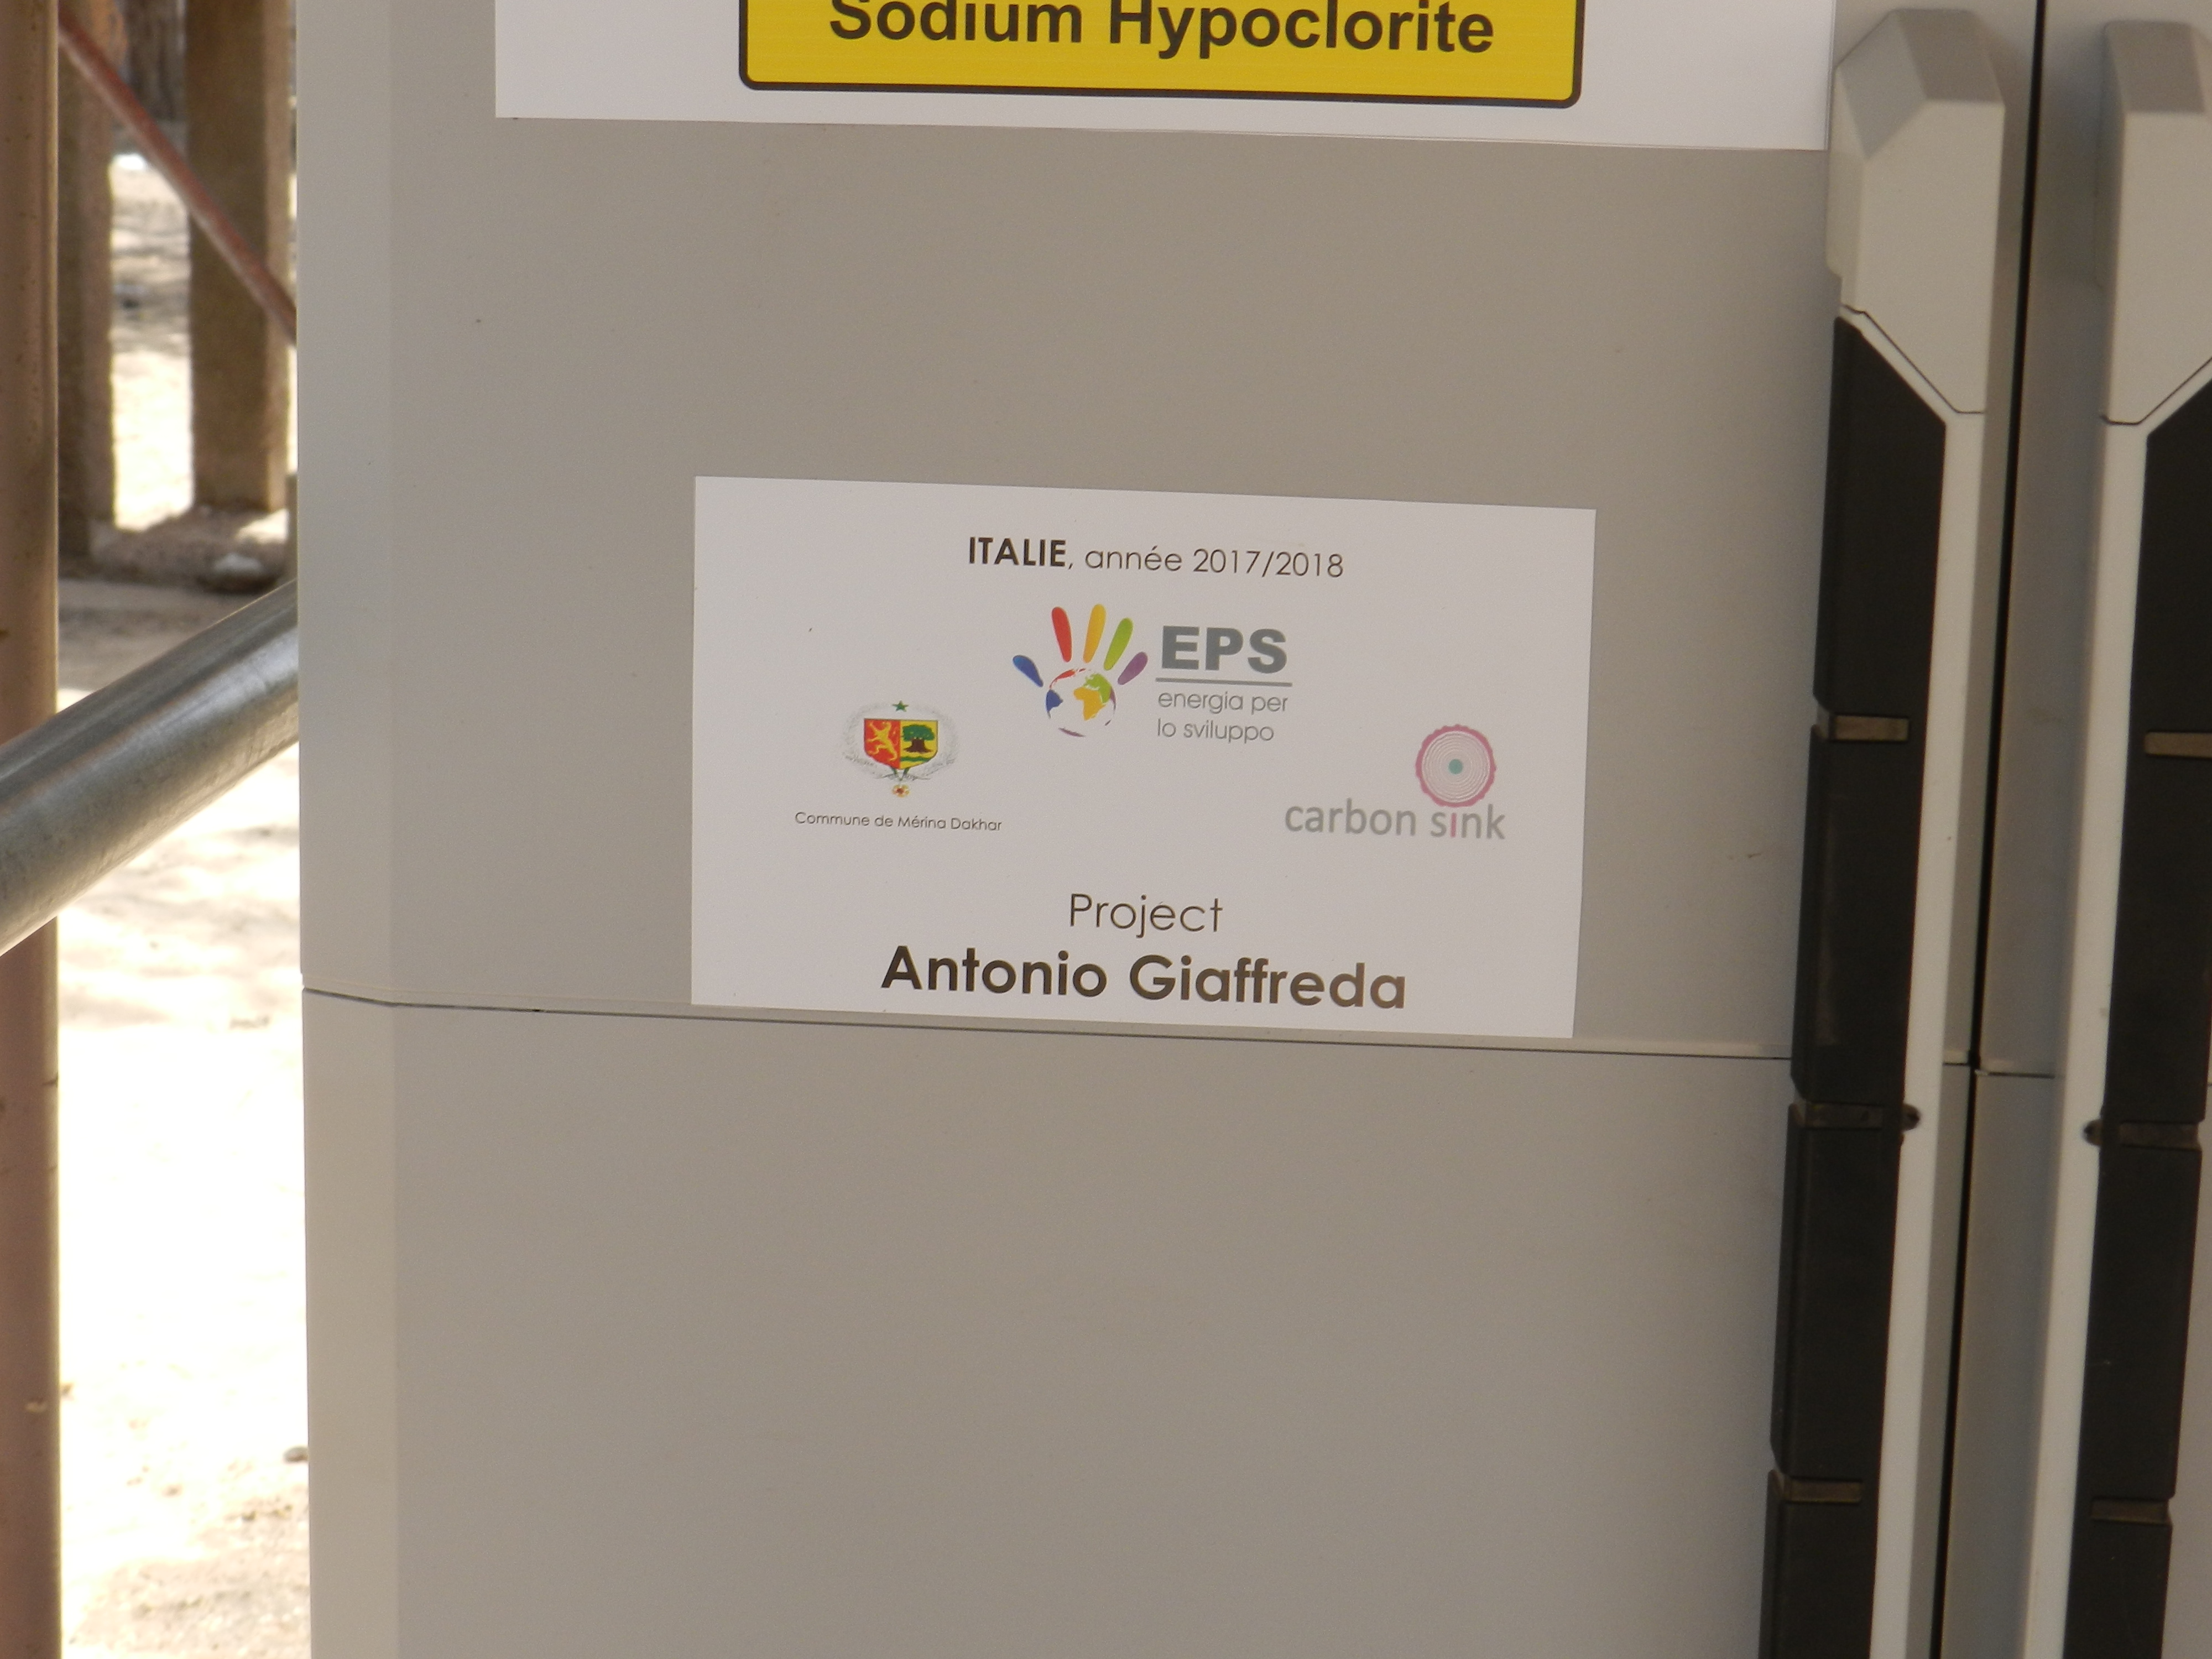 Sodium Hypoclorite
ITALIE, année 2017/2018
EPS
energia per
lo sviluppo
Commune de Mérina Dakhar
carbon sink
Project
Antonio Giaffreda